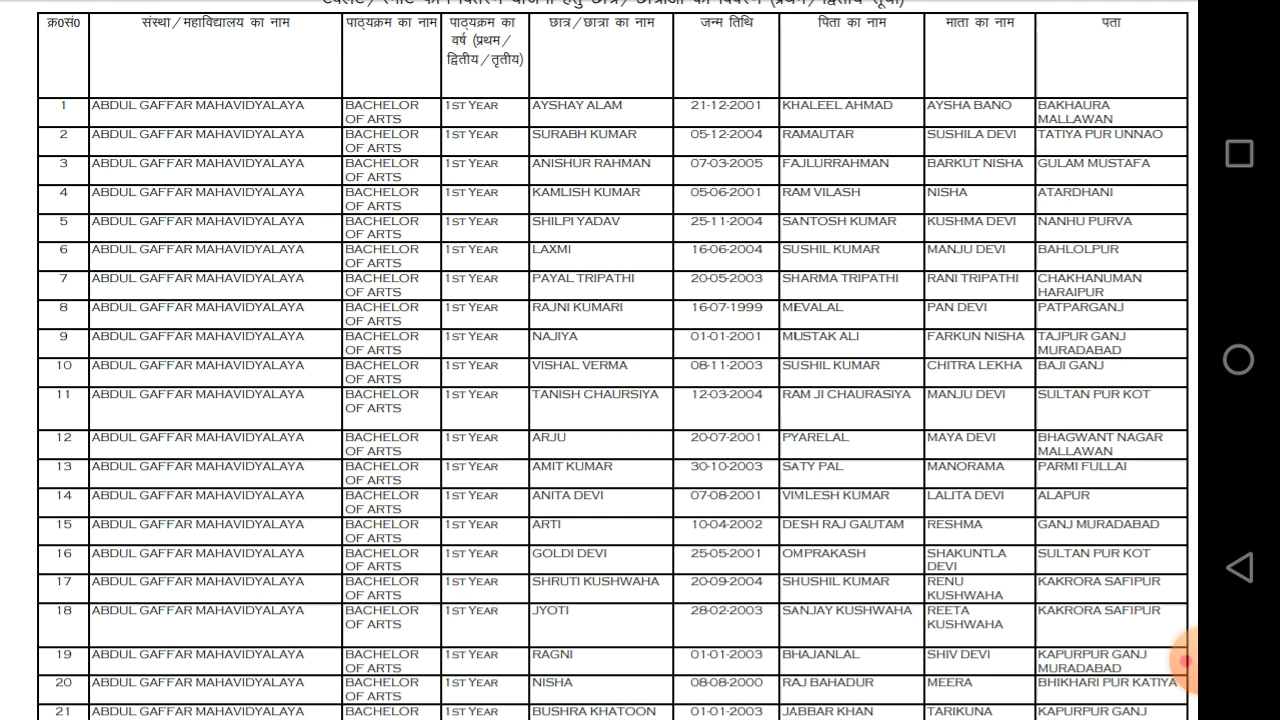 टैबलेट/स्मार्ट फोन वितरण योजना हेतु छात्र/छात्राओं का विवरण (प्रथम/द्वितीय सूची)
क्र०सं० संस्था/महाविद्यालय का नाम पाठ्यक्रम का नाम पाठ्यक्रम का वर्ष (प्रथम/द्वितीय/तृतीय) छात्र/छात्रा का नाम जन्म तिथि पिता का नाम माता का नाम पता
1 ABDUL GAFFAR MAHAVIDYALAYA BACHELOR OF ARTS 1ST YEAR AYSHAY ALAM 21-12-2001 KHALEEL AHMAD AYSHA BANO BAKHAURA MALLAWAN
2 ABDUL GAFFAR MAHAVIDYALAYA BACHELOR OF ARTS 1ST YEAR SURABH KUMAR 05-12-2004 RAMAUTAR SUSHILA DEVI TATIYA PUR UNNAO
3 ABDUL GAFFAR MAHAVIDYALAYA BACHELOR OF ARTS 1ST YEAR ANISHUR RAHMAN 07-03-2005 FAJLURRAHMAN BARKUT NISHA GULAM MUSTAFA
4 ABDUL GAFFAR MAHAVIDYALAYA BACHELOR OF ARTS 1ST YEAR KAMLISH KUMAR 05-06-2001 RAM VILASH NISHA ATARDHANI
5 ABDUL GAFFAR MAHAVIDYALAYA BACHELOR OF ARTS 1ST YEAR SHILPI YADAV 25-11-2004 SANTOSH KUMAR KUSHMA DEVI NANHU PURVA
6 ABDUL GAFFAR MAHAVIDYALAYA BACHELOR OF ARTS 1ST YEAR LAXMI 16-06-2004 SUSHIL KUMAR MANJU DEVI BAHLOLPUR
7 ABDUL GAFFAR MAHAVIDYALAYA BACHELOR OF ARTS 1ST YEAR PAYAL TRIPATHI 20-05-2003 SHARMA TRIPATHI RANI TRIPATHI CHAKHANUMAN HARAIPUR
8 ABDUL GAFFAR MAHAVIDYALAYA BACHELOR OF ARTS 1ST YEAR RAJNI KUMARI 16-07-1999 MEVALAL PAN DEVI PATPARGANJ
9 ABDUL GAFFAR MAHAVIDYALAYA BACHELOR OF ARTS 1ST YEAR NAJIYA 01-01-2001 MUSTAK ALI FARKUN NISHA TAJPUR GANJ MURADABAD
10 ABDUL GAFFAR MAHAVIDYALAYA BACHELOR OF ARTS 1ST YEAR VISHAL VERMA 08-11-2003 SUSHIL KUMAR CHITRA LEKHA BAJI GANJ
11 ABDUL GAFFAR MAHAVIDYALAYA BACHELOR OF ARTS 1ST YEAR TANISH CHAURSIYA 12-03-2004 RAM JI CHAURASIYA MANJU DEVI SULTAN PUR KOT
12 ABDUL GAFFAR MAHAVIDYALAYA BACHELOR OF ARTS 1ST YEAR ARJU 20-07-2001 PYARELAL MAYA DEVI BHAGWANT NAGAR MALLAWAN
13 ABDUL GAFFAR MAHAVIDYALAYA BACHELOR OF ARTS 1ST YEAR AMIT KUMAR 30-10-2003 SATY PAL MANORAMA PARMI FULLAI
14 ABDUL GAFFAR MAHAVIDYALAYA BACHELOR OF ARTS 1ST YEAR ANITA DEVI 07-08-2001 VIMLESH KUMAR LALITA DEVI ALAPUR
15 ABDUL GAFFAR MAHAVIDYALAYA BACHELOR OF ARTS 1ST YEAR ARTI 10-04-2002 DESH RAJ GAUTAM RESHMA GANJ MURADABAD
16 ABDUL GAFFAR MAHAVIDYALAYA BACHELOR OF ARTS 1ST YEAR GOLDI DEVI 25-05-2001 OMPRAKASH SHAKUNTLA DEVI SULTAN PUR KOT
17 ABDUL GAFFAR MAHAVIDYALAYA BACHELOR OF ARTS 1ST YEAR SHRUTI KUSHWAHA 20-09-2004 SHUSHIL KUMAR RENU KUSHWAHA KAKRORA SAFIPUR
18 ABDUL GAFFAR MAHAVIDYALAYA BACHELOR OF ARTS 1ST YEAR JYOTI 28-02-2003 SANJAY KUSHWAHA REETA KUSHWAHA KAKRORA SAFIPUR
19 ABDUL GAFFAR MAHAVIDYALAYA BACHELOR OF ARTS 1ST YEAR RAGNI 01-01-2003 BHAJANLAL SHIV DEVI KAPURPUR GANJ MURADABAD
20 ABDUL GAFFAR MAHAVIDYALAYA BACHELOR OF ARTS 1ST YEAR NISHA 08-08-2000 RAJ BAHADUR MEERA BHIKHARI PUR KATIYA
21 ABDUL GAFFAR MAHAVIDYALAYA BACHELOR 1ST YEAR BUSHRA KHATOON 01-01-2003 JABBAR KHAN TARIKUNA KAPURPUR GANJ